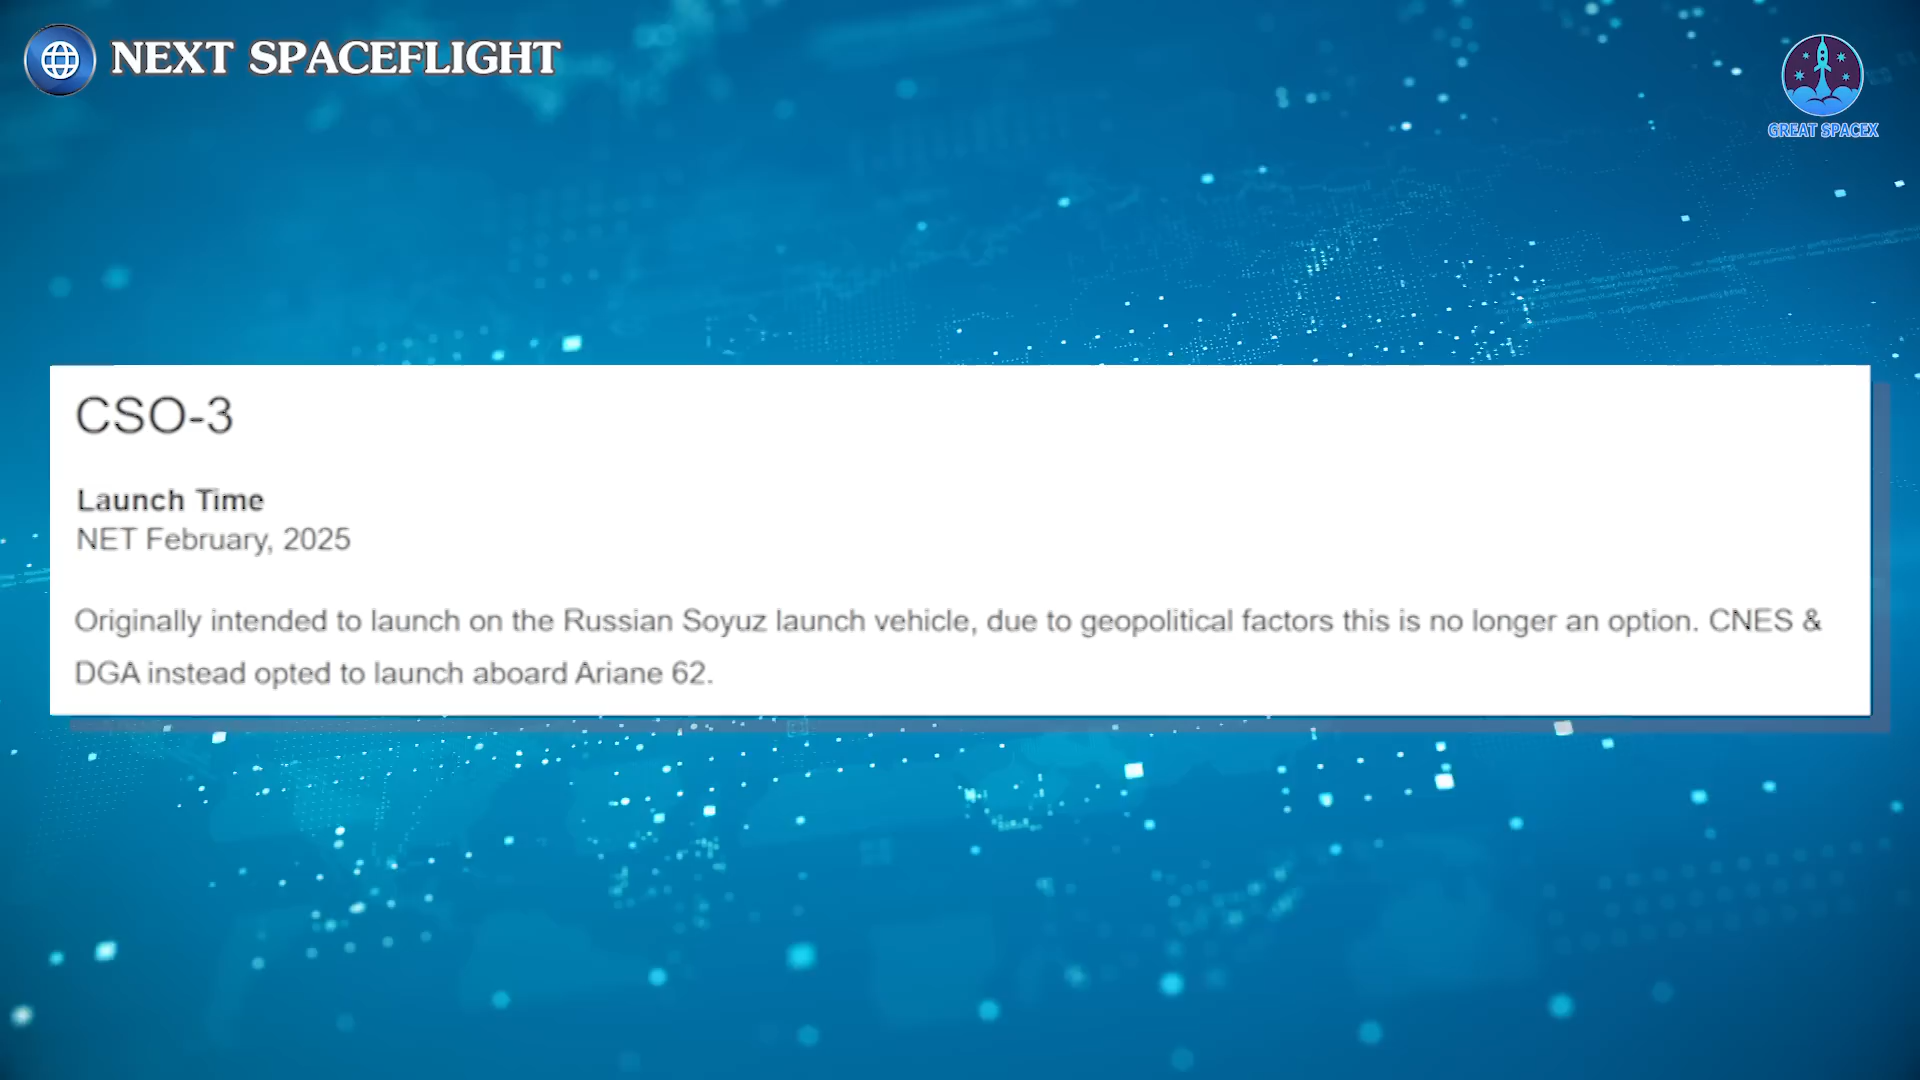 NEXT SPACEFLIGHT
GREAT SPACEX
CSO-3
Launch Time
NET February, 2025
Originally intended to launch on the Russian Soyuz launch vehicle, due to geopolitical factors this is no longer an option. CNES &
DGA instead opted to launch aboard Ariane 62.